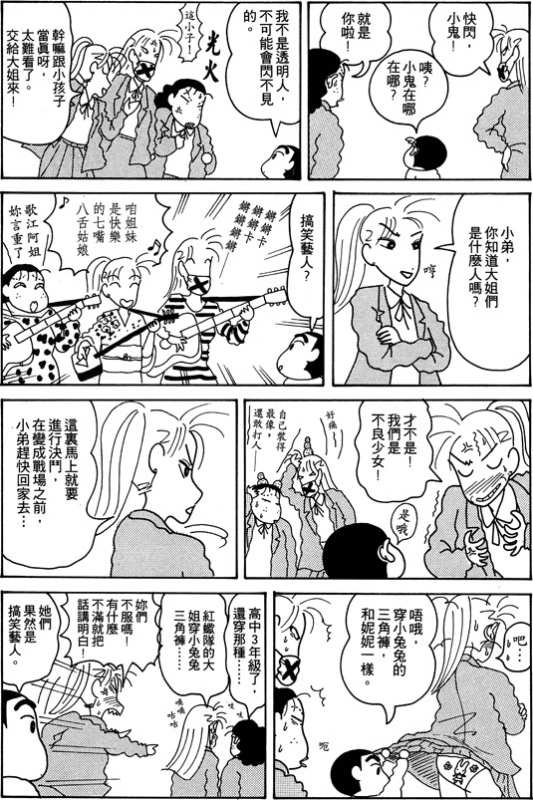 快閃，
小鬼！
咦？
小鬼在哪
在哪？
就是
你啦！
我不是透明人，
不可能會閃不見
的。
光火
這小子！
幹嘛跟小孩子
當真呀，
太難看了。
交給大姐來！
小弟，
你知道大姐們
是什麼人嗎？
哼
搞笑藝人？
鏘鏘卡
鏘鏘卡
鏘鏘鏘鏘
咱姐妹
是快樂
的七嘴
八舌姑娘
歌江阿姐
妳言重了
才不是！
我們是
不良少女！
是哦
好痛～
自己裝得
最像，
還敢打人
這裏馬上就要
進行決鬥，
在變成戰場之前，
小弟趕快回家去…
吧…
唔哦，
穿小兔兔的
三角褲，
和妮妮一樣。
呃
高中3年級了，
還穿那種……
紅蠍隊的大
姐穿小兔兔
三角褲……
嘻嘻
咕咕
妳們
不服嗎！
有什麼
不滿就把
話講明白！
她們
果然是
搞笑藝人。